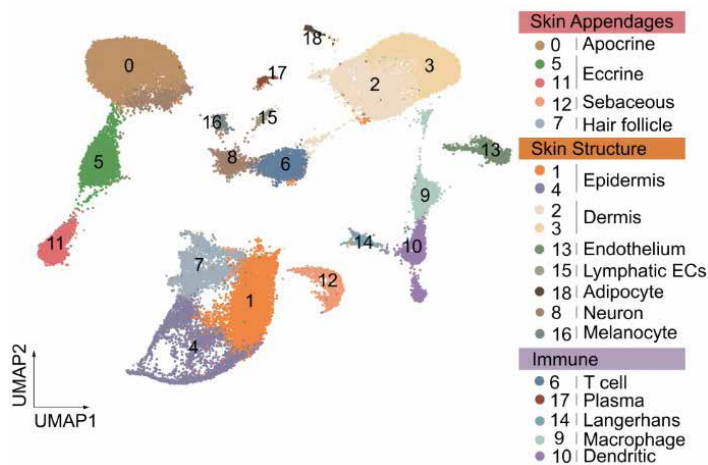 18
0
3
2
17
16
15
8
6
13
5
9
11
10
14
7
12
1
4
UMAP2
UMAP1
Skin Appendages
0 Apocrine
5
Eccrine
11
12 Sebaceous
7 Hair follicle
Skin Structure
1
Epidermis
4
2
Dermis
3
13 Endothelium
15 Lymphatic ECs
18 Adipocyte
8 Neuron
16 Melanocyte
Immune
6 T cell
17 Plasma
14 Langerhans
9 Macrophage
10 Dendritic